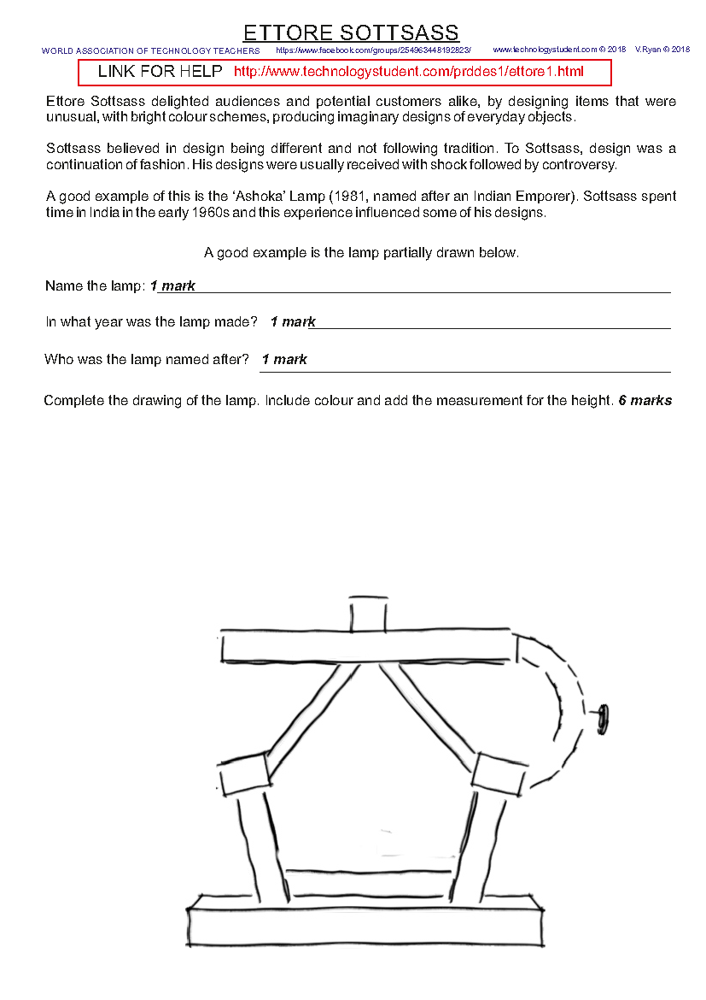 ETTORE SOTTSASS
WORLD ASSOCIATION OF TECHNOLOGY TEACHERS https://www.facebook.com/groups/254963448192823/ www.technologystudent.com © 2018 V.Ryan © 2018
LINK FOR HELP http://www.technologystudent.com/prddes1/ettore1.html
Ettore Sottsass delighted audiences and potential customers alike, by designing items that were
unusual, with bright colour schemes, producing imaginary designs of everyday objects.
Sottsass believed in design being different and not following tradition. To Sottsass, design was a
continuation of fashion. His designs were usually received with shock followed by controversy.
A good example of this is the ‘Ashoka’ Lamp (1981, named after an Indian Emporer). Sottsass spent
time in India in the early 1960s and this experience influenced some of his designs.
A good example is the lamp partially drawn below.
Name the lamp: 1 mark
In what year was the lamp made? 1 mark
Who was the lamp named after? 1 mark
Complete the drawing of the lamp. Include colour and add the measurement for the height. 6 marks